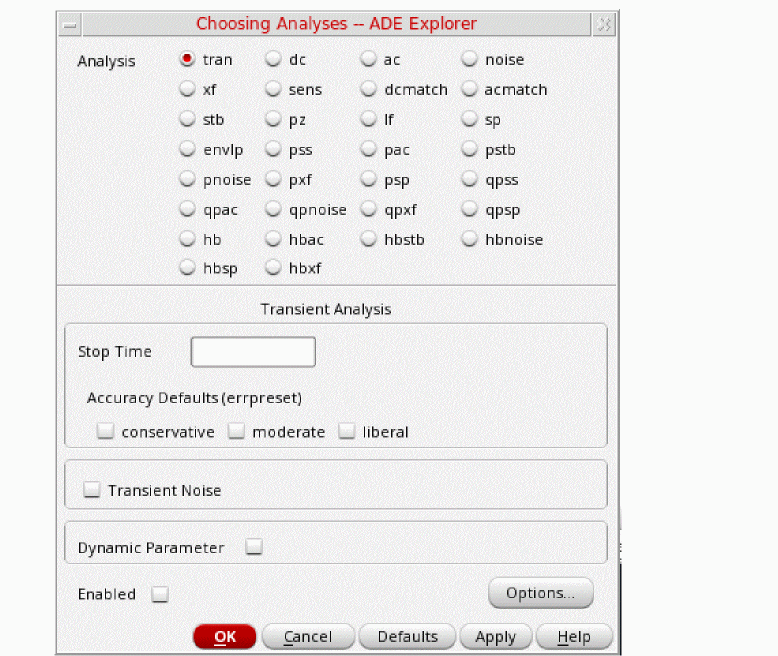 Choosing Analyses -- ADE Explorer
Analysis tran dc ac noise
xf sens dcmatch acmatch
stb pz lf sp
envlp pss pac pstb
pnoise pxf psp qpss
qpac qpnoise qpxf qpsp
hb hbac hbstb hbnoise
hbsp hbxf
Transient Analysis
Stop Time
Accuracy Defaults (errpreset)
conservative moderate liberal
Transient Noise
Dynamic Parameter
Enabled Options...
OK Cancel Defaults Apply Help